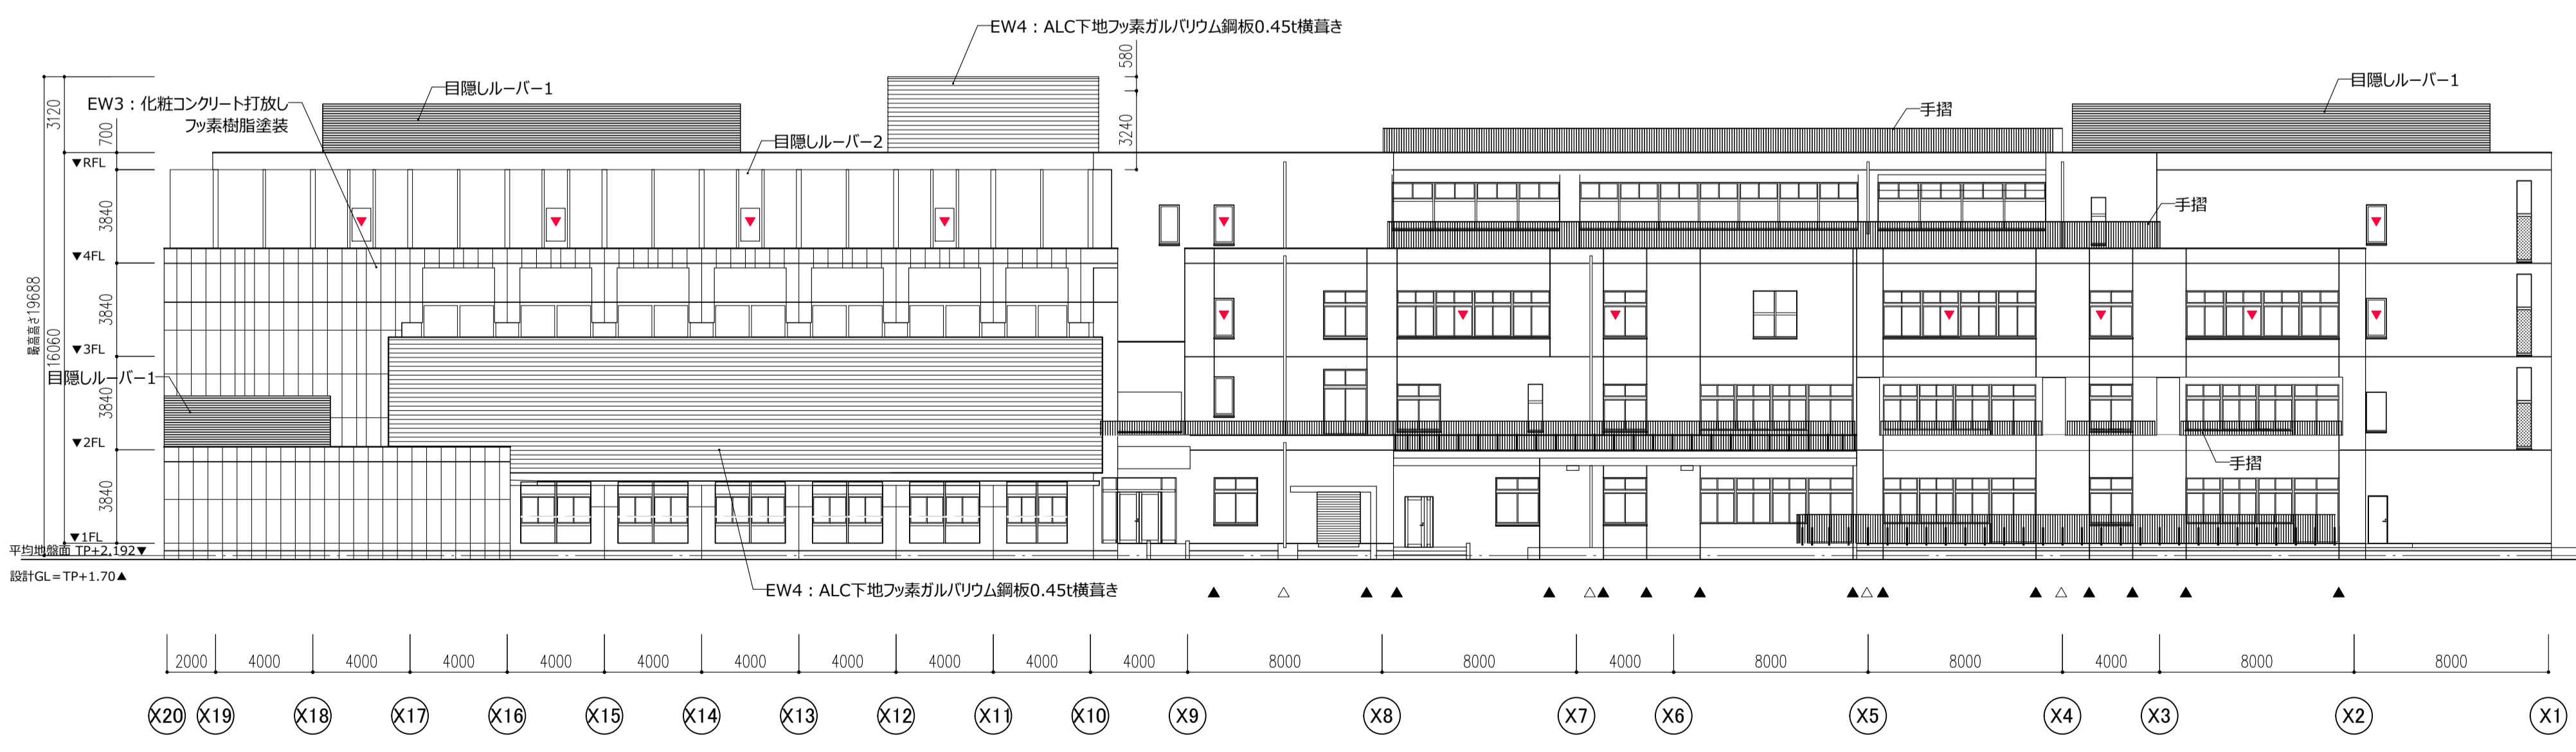 EW4：ALC下地フッ素ガルバリウム鋼板0.45t横葺き
580
3240
目隠しルーバー1
目隠しルーバー1
EW3：化粧コンクリート打放し
フッ素樹脂塗装
手摺
目隠しルーバー2
3120
700
▼RFL
3840
手摺
▼4FL
最高高さ19688
16060
3840
▼3FL
目隠しルーバー1
3840
▼2FL
手摺
3840
▼1FL
平均地盤面 TP+2.192▼
設計GL=TP+1.70▲
EW4：ALC下地フッ素ガルバリウム鋼板0.45t横葺き
2000 4000 4000 4000 4000 4000 4000 4000 4000 4000 4000 8000 8000 4000 8000 8000 4000 8000 8000
X20 X19 X18 X17 X16 X15 X14 X13 X12 X11 X10 X9 X8 X7 X6 X5 X4 X3 X2 X1